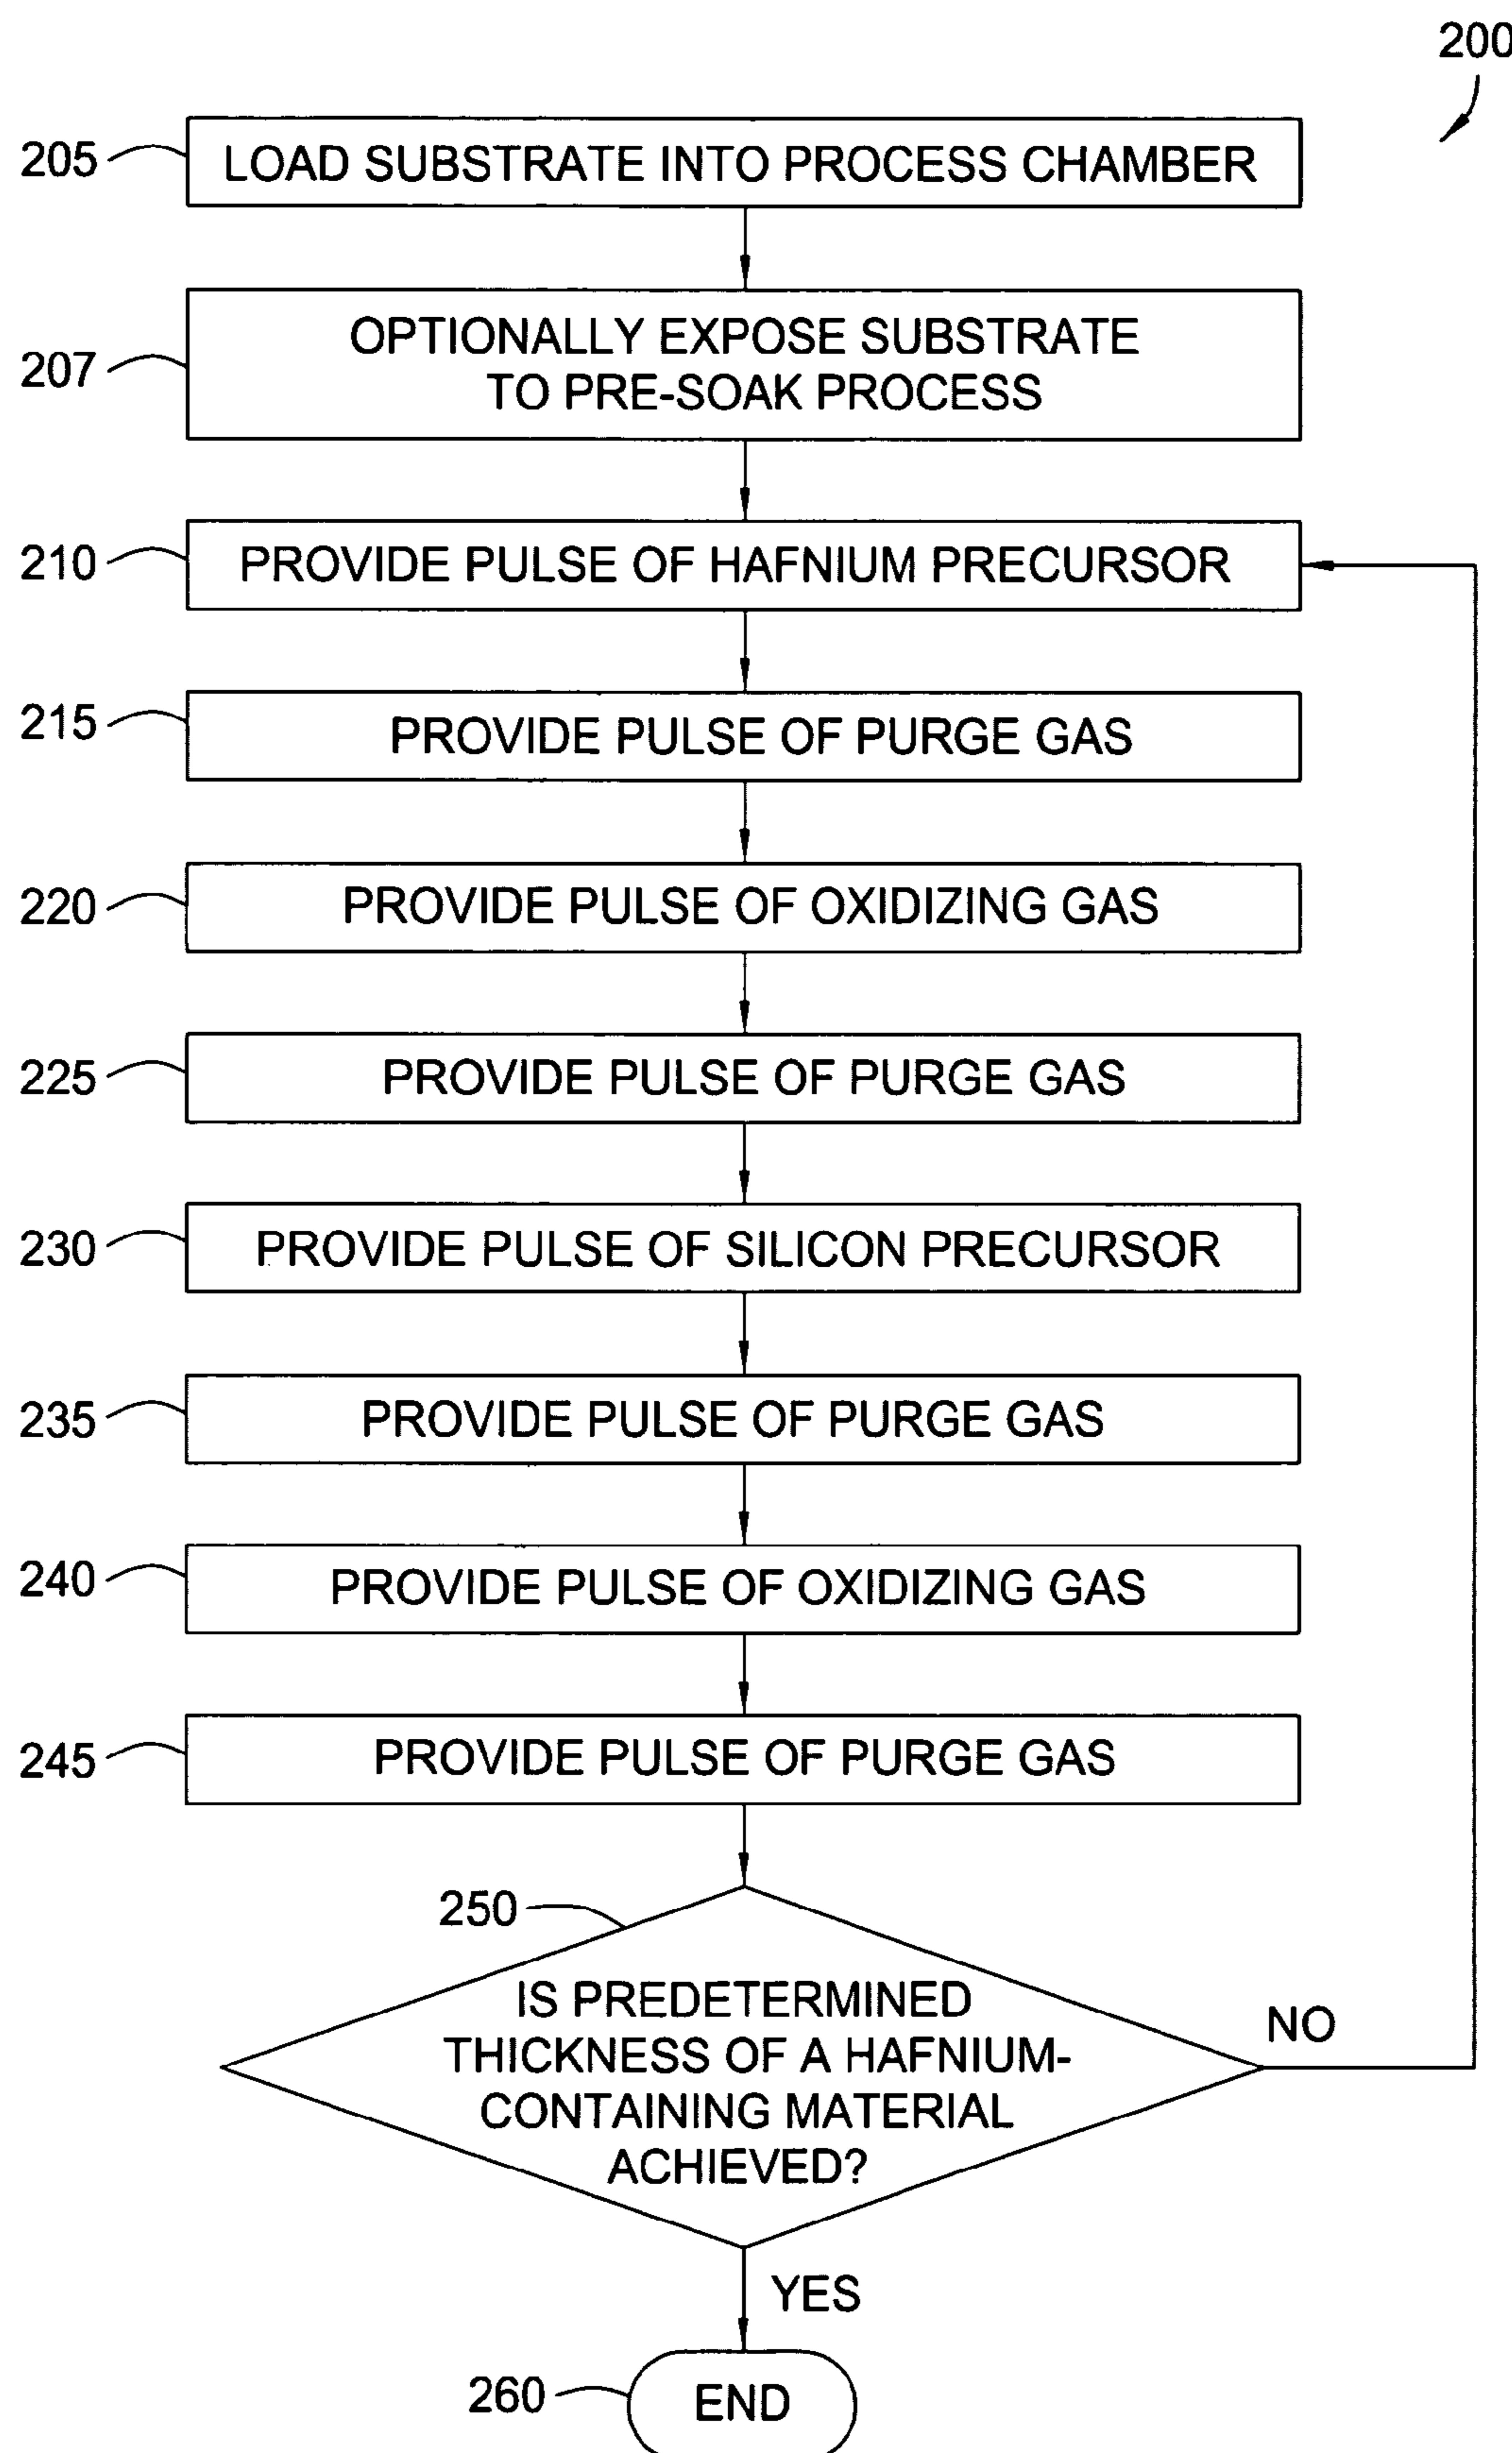 200
205 LOAD SUBSTRATE INTO PROCESS CHAMBER
207
OPTIONALLY EXPOSE SUBSTRATE
TO PRE-SOAK PROCESS
210 PROVIDE PULSE OF HAFNIUM PRECURSOR
215 PROVIDE PULSE OF PURGE GAS
220 PROVIDE PULSE OF OXIDIZING GAS
225 PROVIDE PULSE OF PURGE GAS
230 PROVIDE PULSE OF SILICON PRECURSOR
235 PROVIDE PULSE OF PURGE GAS
240 PROVIDE PULSE OF OXIDIZING GAS
245 PROVIDE PULSE OF PURGE GAS
250
IS PREDETERMINED
THICKNESS OF A HAFNIUM-
CONTAINING MATERIAL
ACHIEVED?
NO
YES
260 END